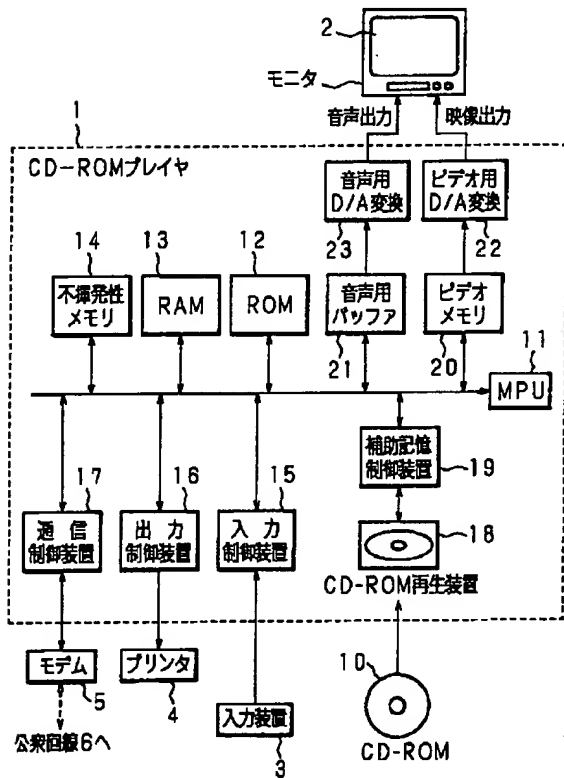 2
モニタ
音声出力
映像出力
1
CD-ROMプレイヤ
音声用
D/A変換
ビデオ用
D/A変換
23
22
14
13
12
不揮発性
メモリ
RAM
ROM
音声用
バッファ
ビデオ
メモリ
21
20
11
MPU
補助記憶
制御装置
19
17
16
15
通信
制御装置
出力
制御装置
入力
制御装置
18
CD-ROM再生装置
モデム
5
プリンタ
4
入力装置
3
10
公衆回線6へ
CD-ROM